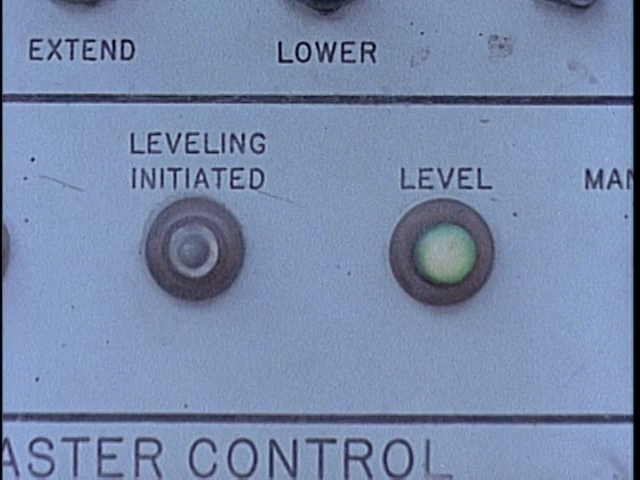 EXTEND LOWER
LEVELING
INITIATED LEVEL MAN
ASTER CONTROL